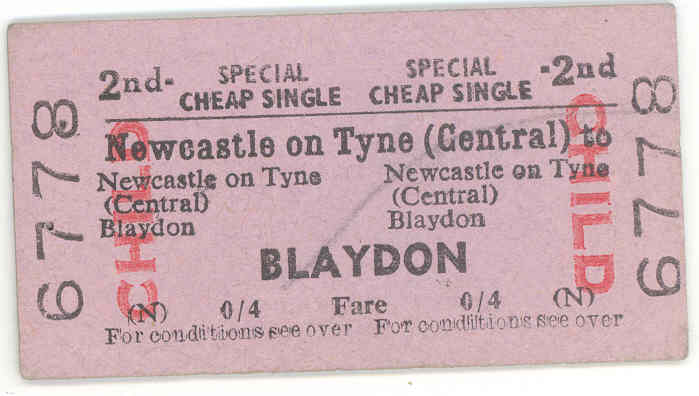 2nd- SPECIAL CHEAP SINGLE SPECIAL CHEAP SINGLE -2nd
Newcastle on Tyne (Central) to
Newcastle on Tyne Newcastle on Tyne
(Central) (Central)
Blaydon Blaydon
BLAYDON
(N) 0/4 Fare 0/4 (N)
For conditions see over For conditions see over
CHILD
CHILD
6778
6778